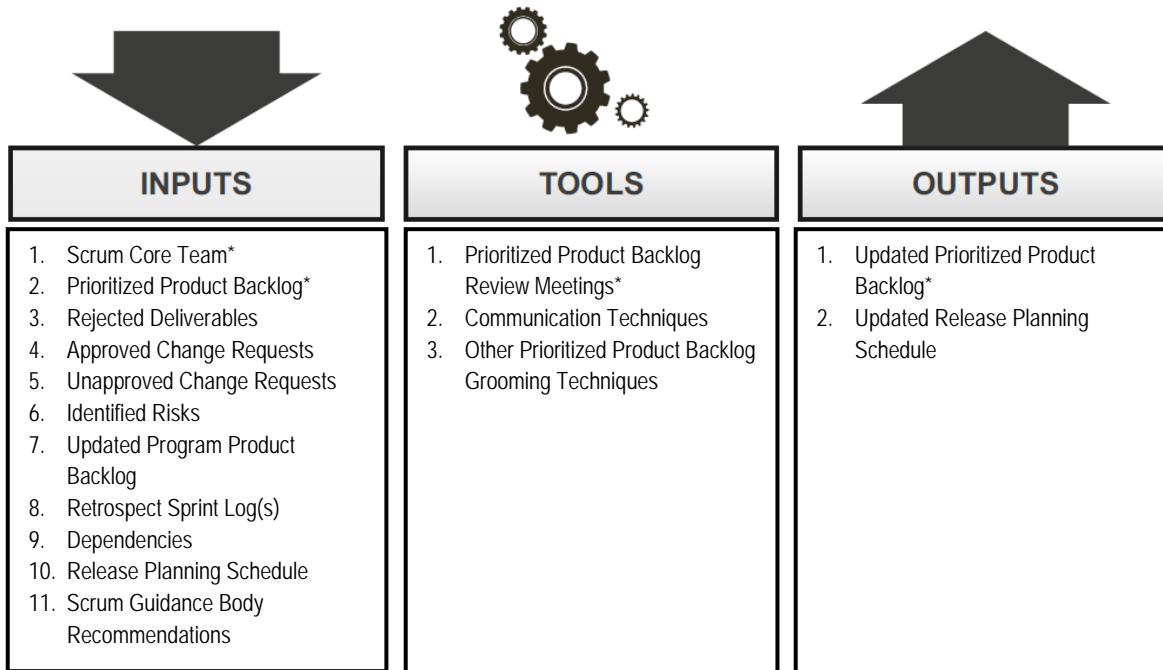 INPUTS
1. Scrum Core Team*
2. Prioritized Product Backlog*
3. Rejected Deliverables
4. Approved Change Requests
5. Unapproved Change Requests
6. Identified Risks
7. Updated Program Product
Backlog
8. Retrospect Sprint Log(s)
9. Dependencies
10. Release Planning Schedule
11. Scrum Guidance Body
Recommendations
TOOLS
1. Prioritized Product Backlog
Review Meetings*
2. Communication Techniques
3. Other Prioritized Product Backlog
Grooming Techniques
OUTPUTS
1. Updated Prioritized Product
Backlog*
2. Updated Release Planning
Schedule